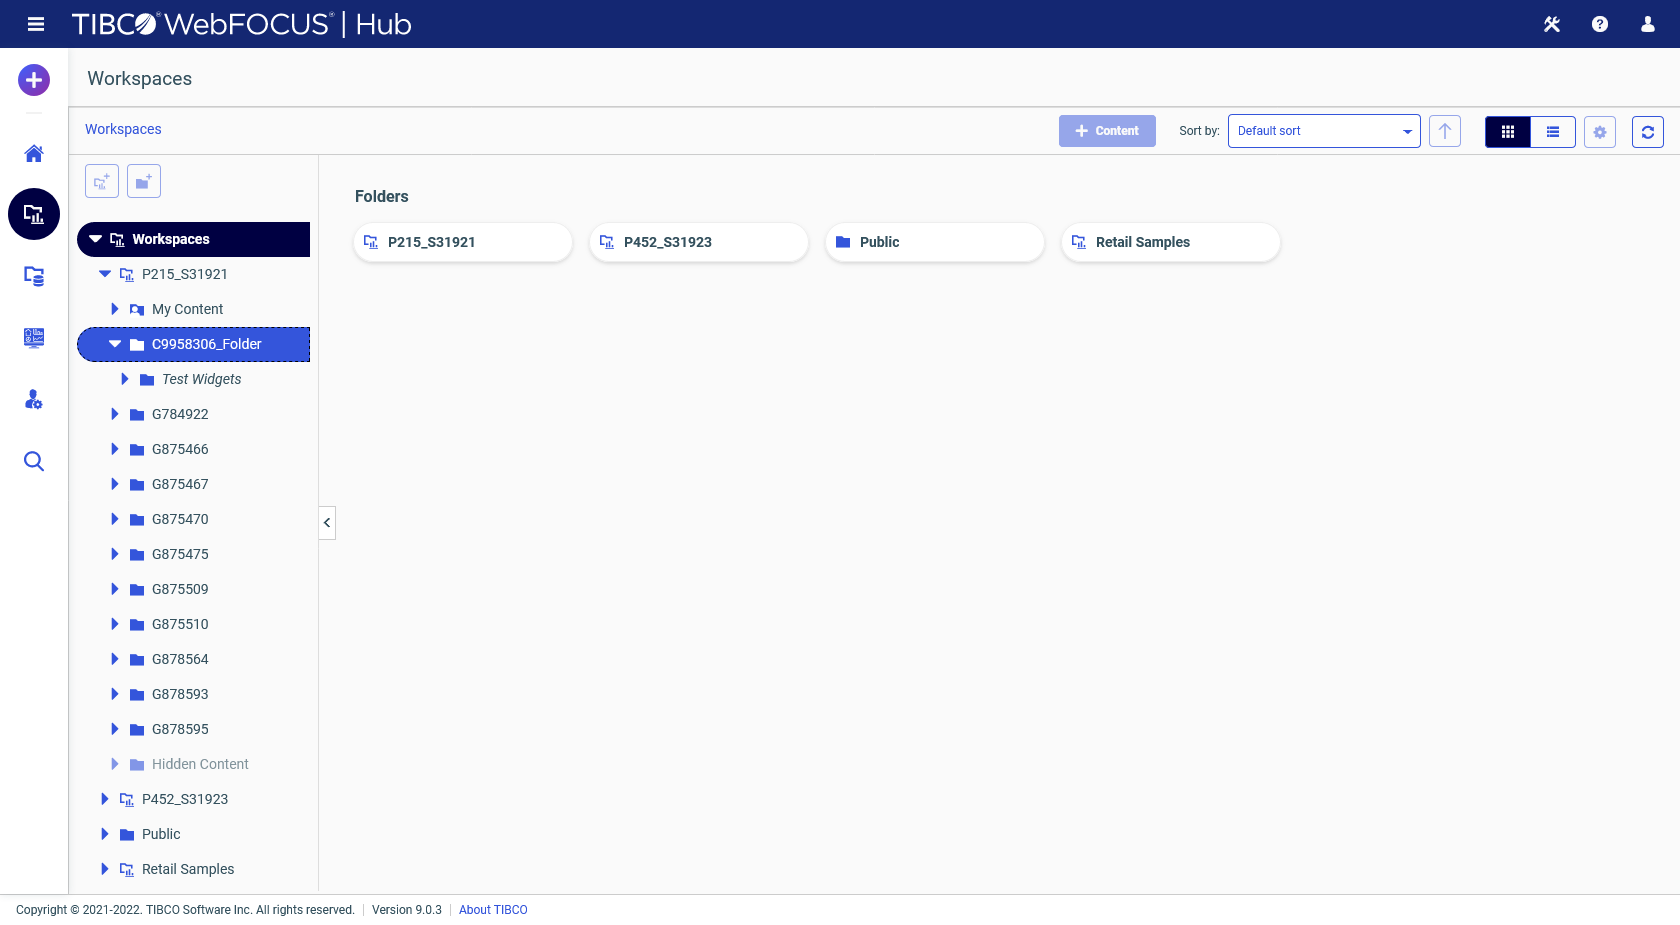 TIBCO® WebFOCUS® | Hub
Workspaces
Workspaces
Content
Sort by:
Default sort
Workspaces
P215_S31921
My Content
C9958306_Folder
Test Widgets
G784922
G875466
G875467
G875470
G875475
G875509
G875510
G878564
G878593
G878595
Hidden Content
P452_S31923
Public
Retail Samples
Folders
P215_S31921
P452_S31923
Public
Retail Samples
Copyright © 2021-2022. TIBCO Software Inc. All rights reserved. | Version 9.0.3 | About TIBCO